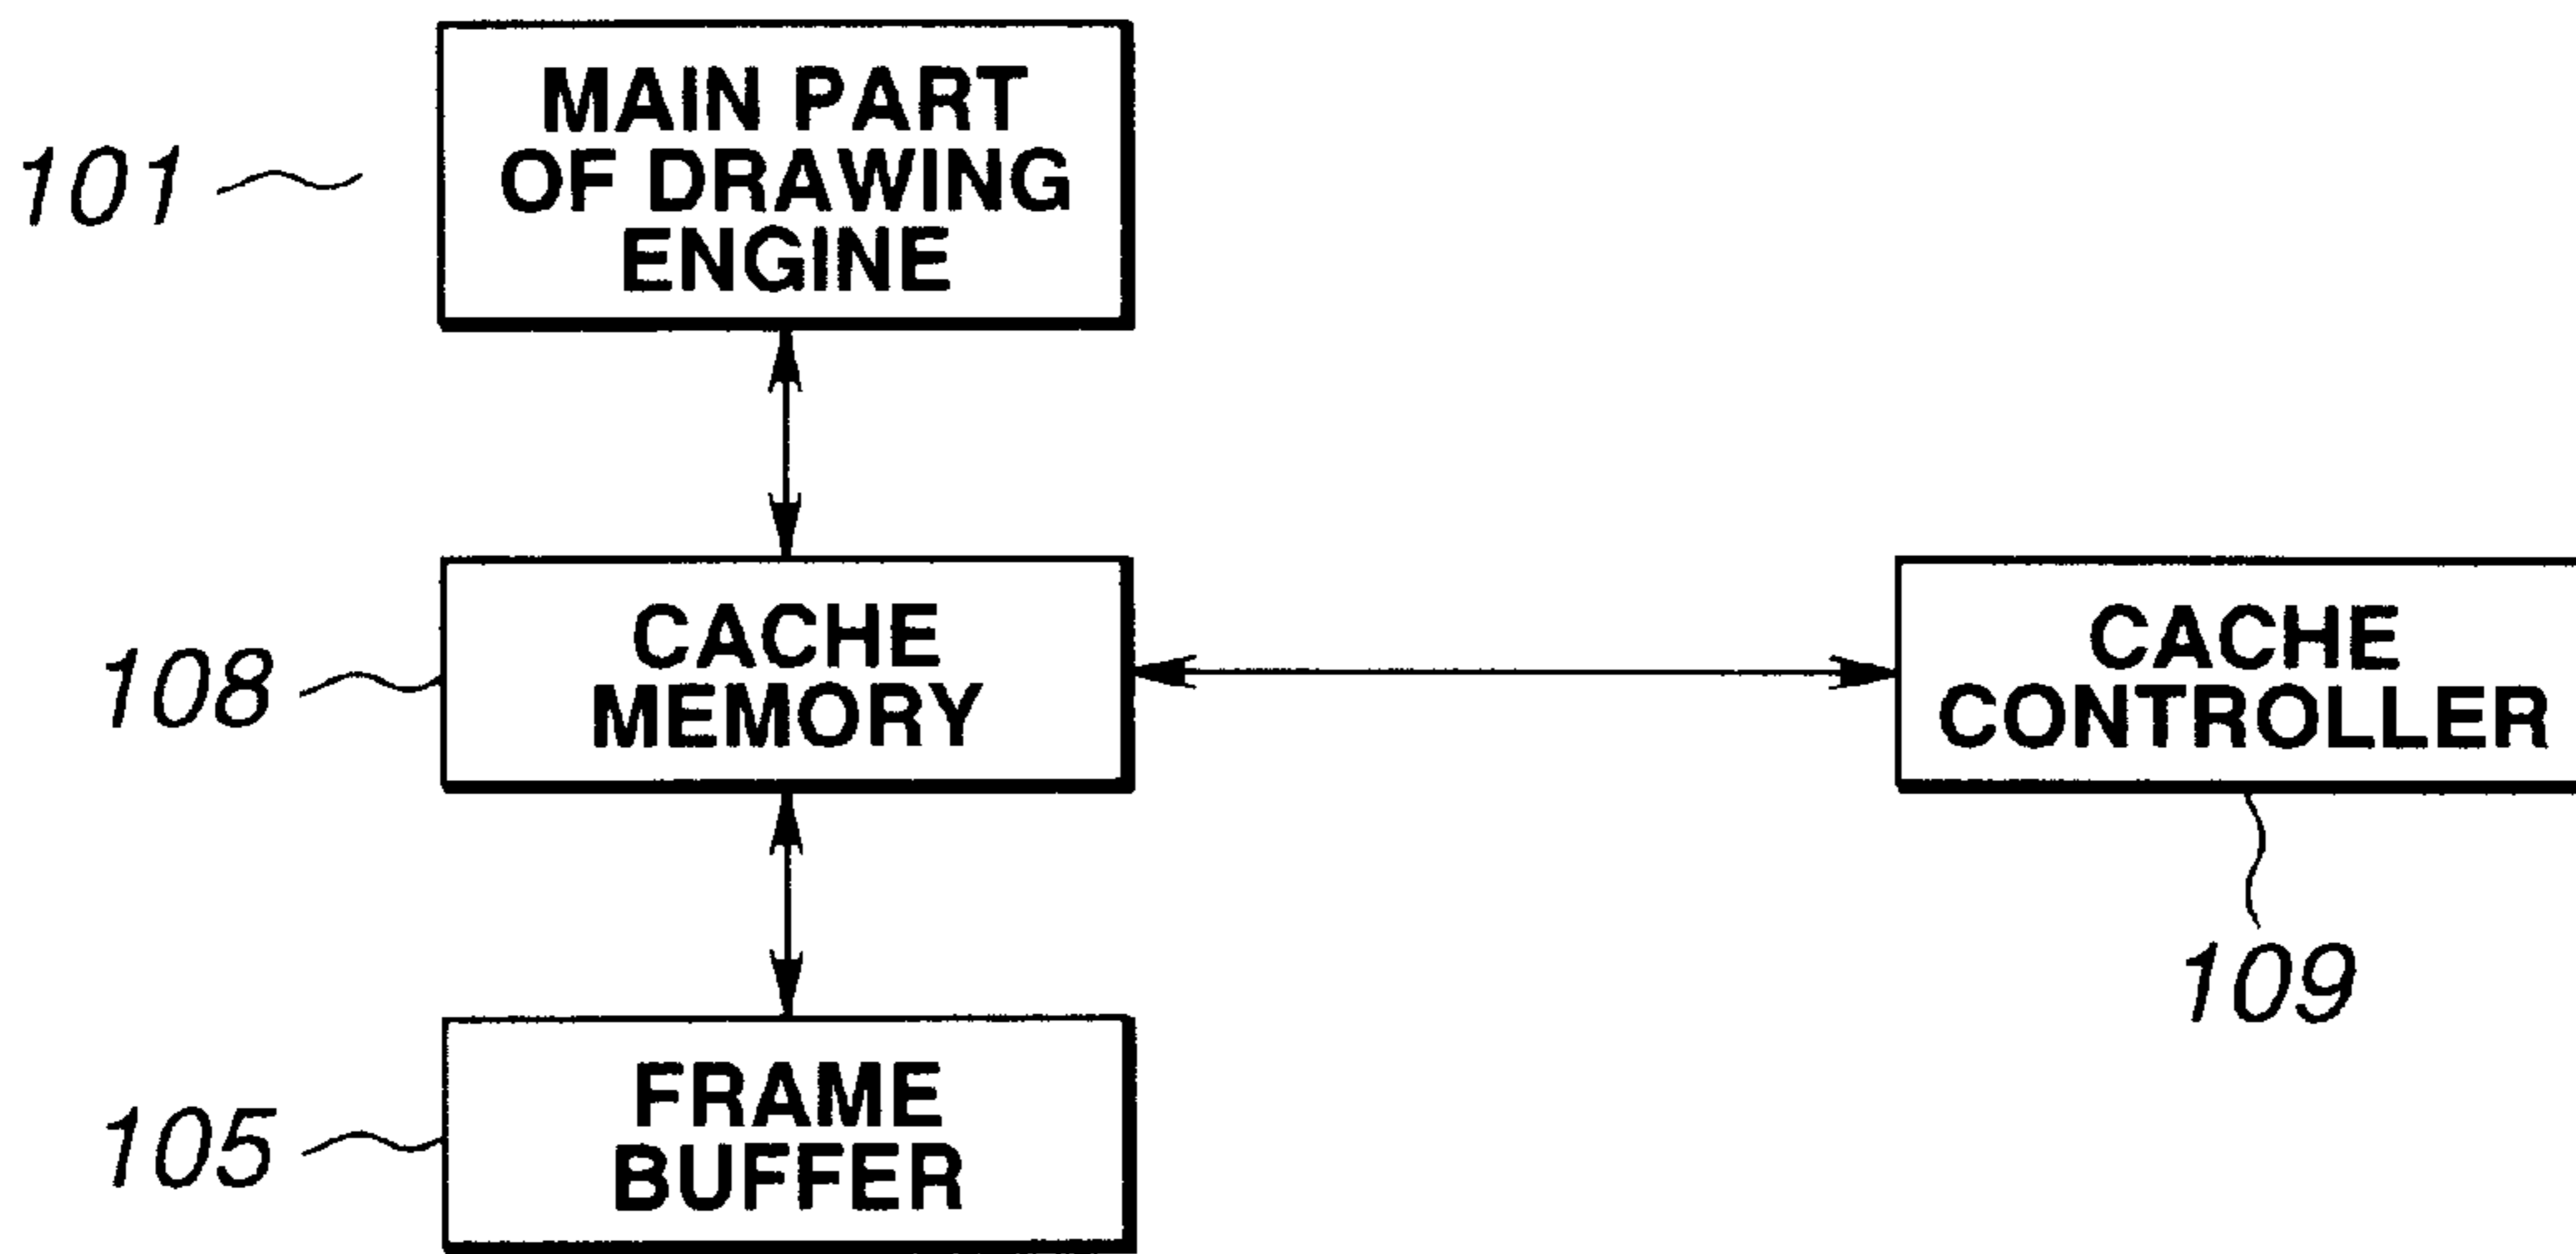 101
MAIN PART
OF DRAWING
ENGINE
108
CACHE
MEMORY
CACHE
CONTROLLER
109
105
FRAME
BUFFER